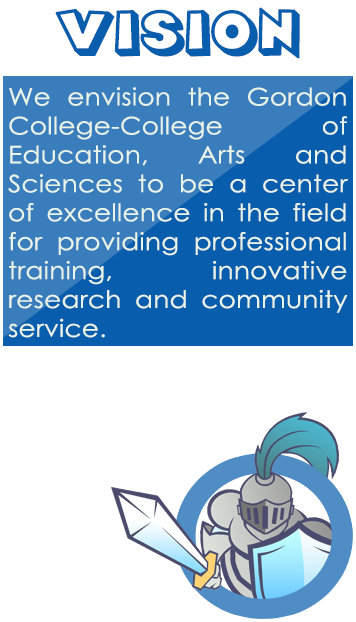 VISION
We envision the Gordon
College-College of
Education, Arts and
Sciences to be a center
of excellence in the field
for providing professional
training, innovative
research and community
service.